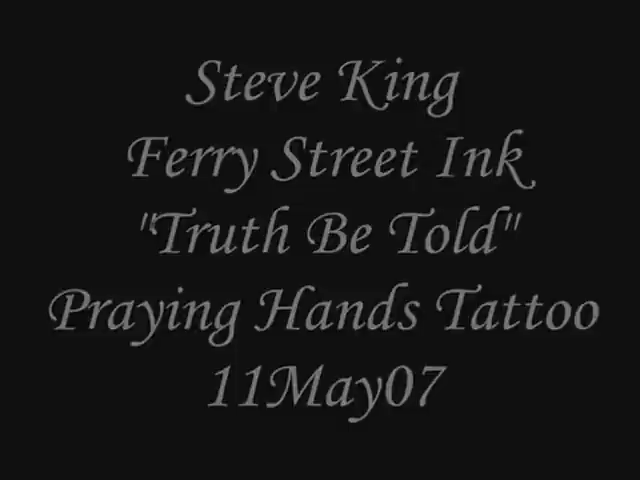 Steve King
Ferry Street Ink
"Truth Be Told"
Praying Hands Tattoo
11May07